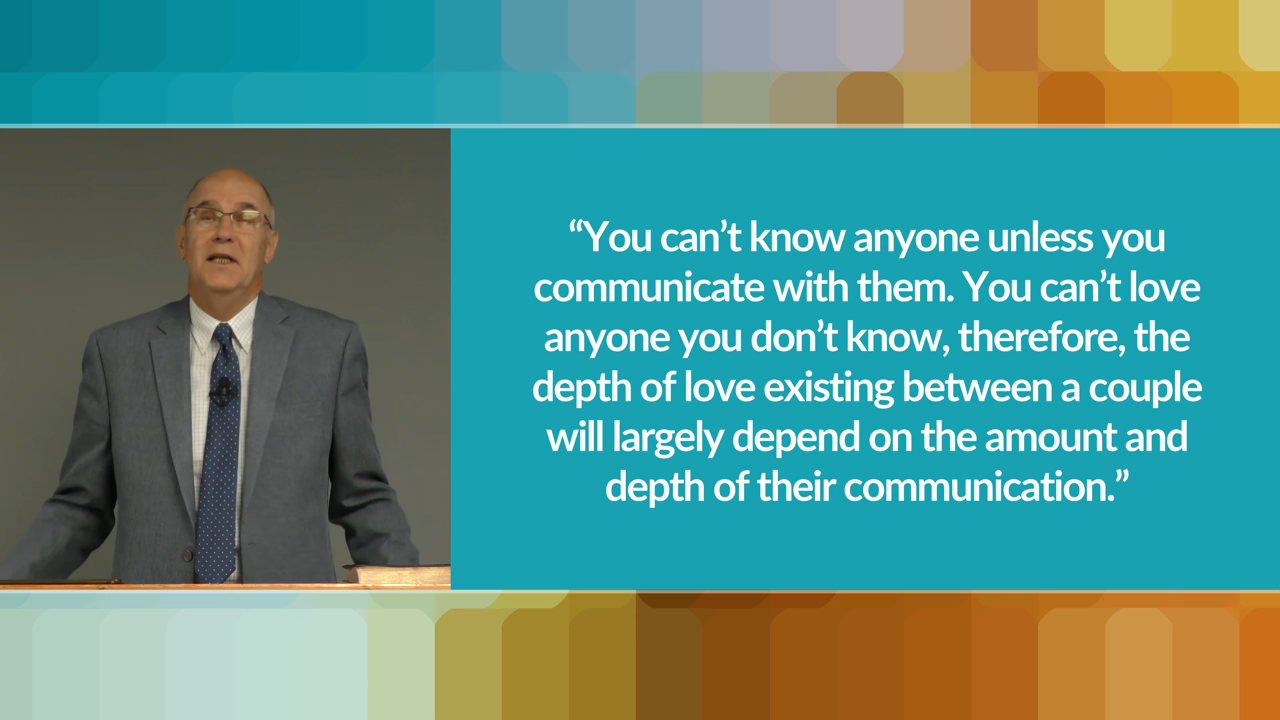 “You can’t know anyone unless you
communicate with them. You can’t love
anyone you don’t know, therefore, the
depth of love existing between a couple
will largely depend on the amount and
depth of their communication.”